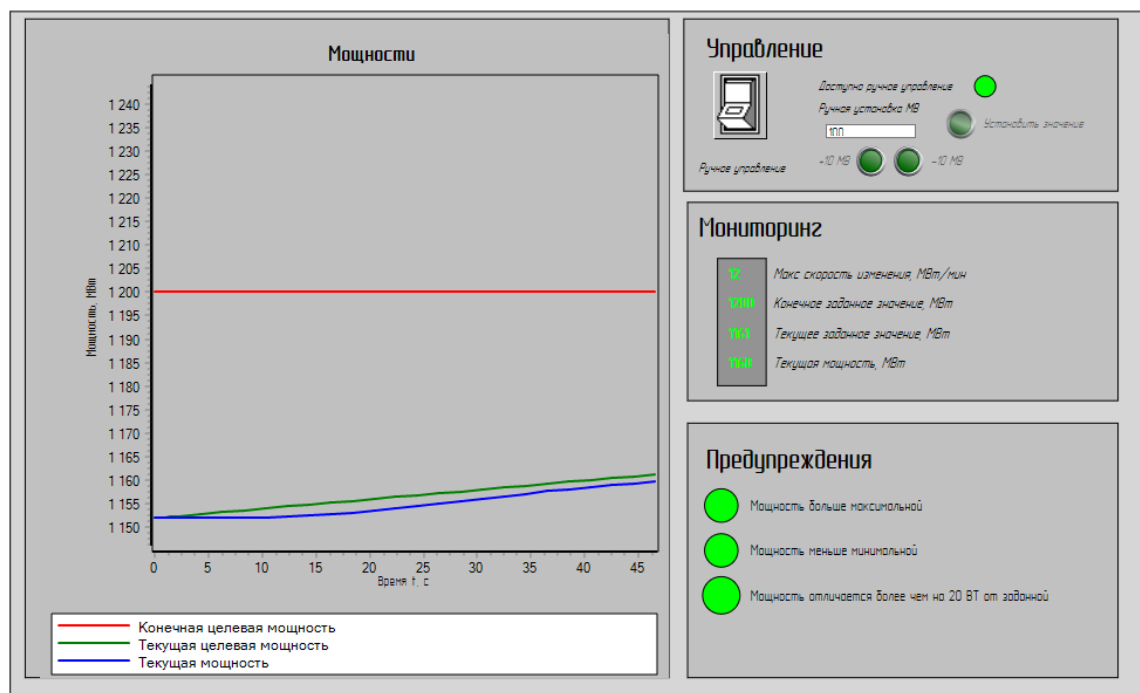 Мощности
Мощность, МВт
1 240
1 235
1 230
1 225
1 220
1 215
1 210
1 205
1 200
1 195
1 190
1 185
1 180
1 175
1 170
1 165
1 160
1 155
1 150
0 5 10 15 20 25 30 35 40 45
Время t, с
Конечная целевая мощность
Текущая целевая мощность
Текущая мощность
Управление
Доступно ручное управление
Ручная установка МВ
100
Установить значение
+10 МВ
-10 МВ
Ручное управление
Мониторинг
12 Макс скорость изменения, МВт/мин
1200 Конечное заданное значение, МВт
Текущее заданное значение, МВт
1160 Текущая мощность, МВт
Предупреждения
Мощность больше максимальной
Мощность меньше минимальной
Мощность отличается более чем на 20 ВТ от заданной